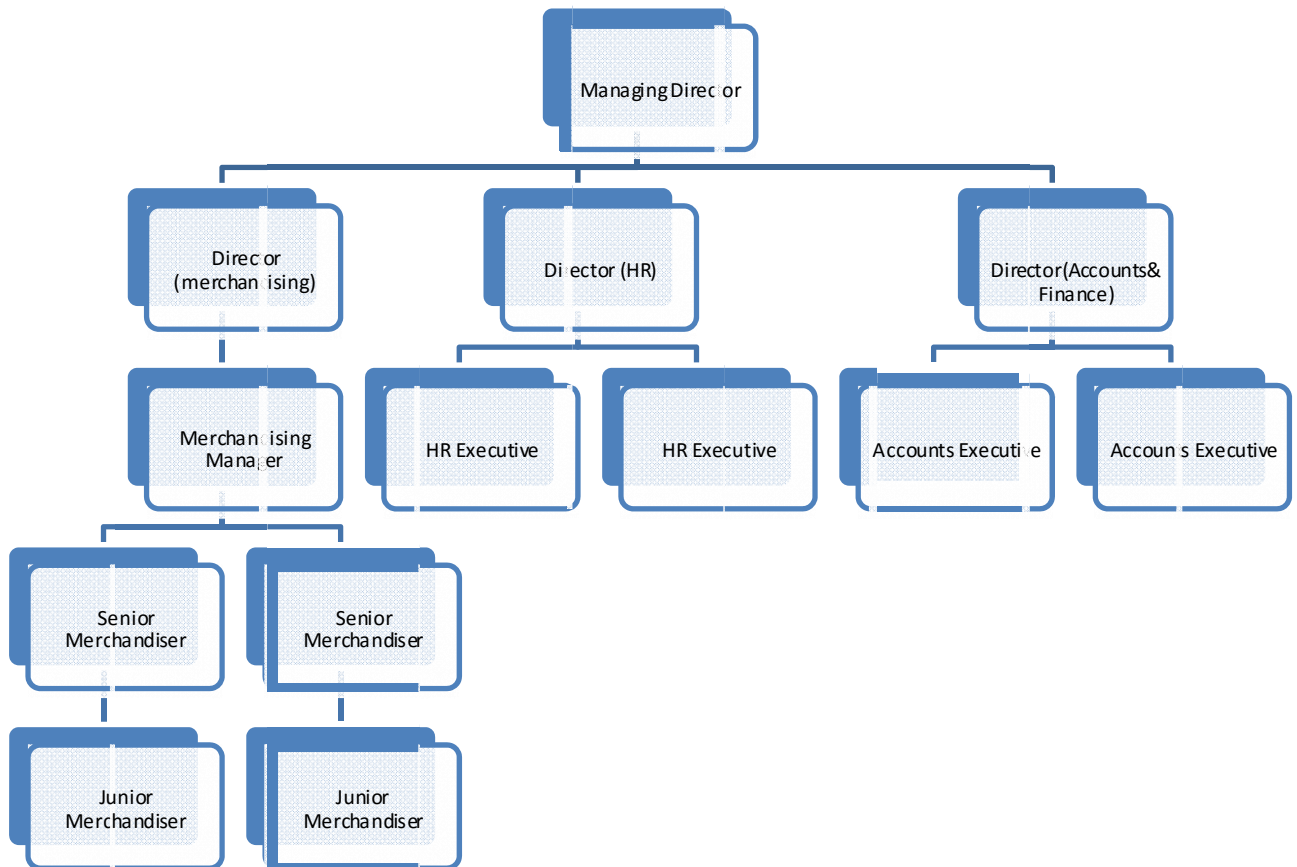 Managing Director
Director
(merchandising)
Director (HR)
Director(Accounts&
Finance)
Merchandising
Manager
HR Executive
HR Executive
Accounts Executive
Accounts Executive
Senior
Merchandiser
Senior
Merchandiser
Junior
Merchandiser
Junior
Merchandiser